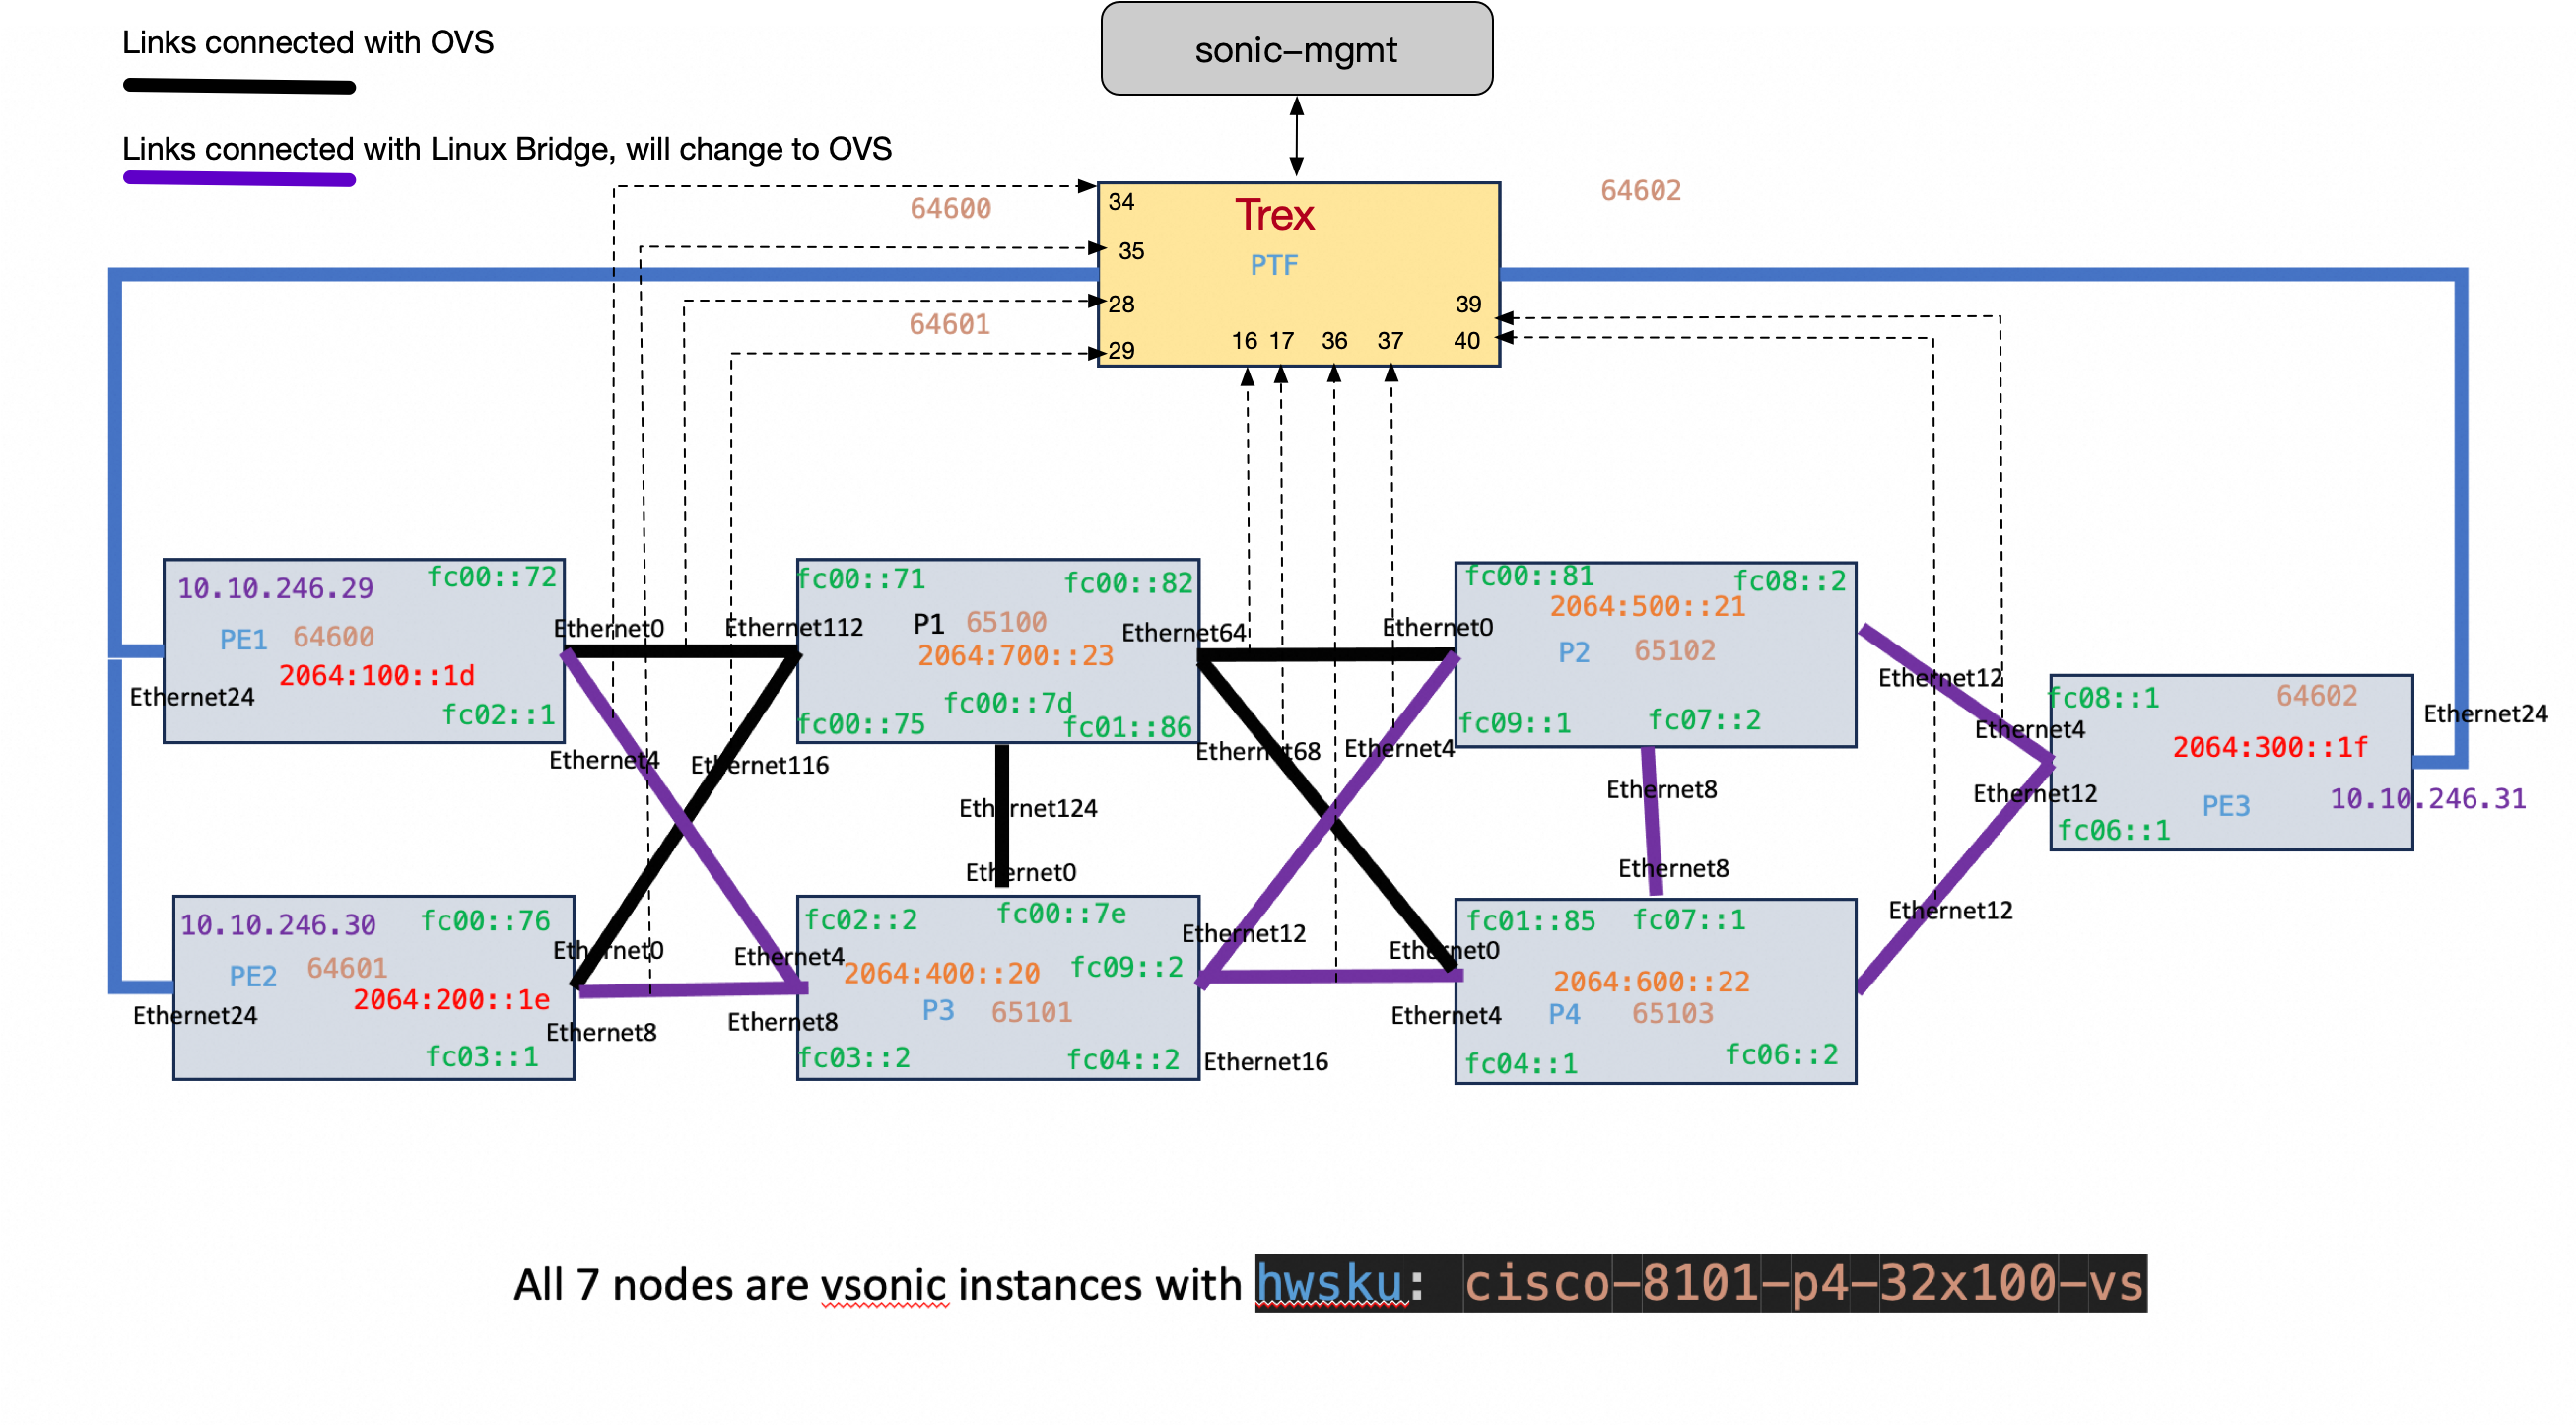 Links connected with OVS
sonic-mgmt
Links connected with Linux Bridge, will change to OVS
64600
34
Trex
64602
35
PTF
28
39
64601
29
16 17 36 37 40
10.10.246.29
fc00::72
PE1 64600
2064:100::1d
fc02::1
Ethernet24
Ethernet0
Ethernet112
Ethernet4
Ethernet116
fc00::71
fc00::82
P1 65100
2064:700::23
fc00::7d
fc00::75
fc01::86
Ethernet64
Ethernet0
Ethernet68
Ethernet4
Ethernet124
Ethernet0
fc00::81
fc08::2
2064:500::21
P2 65102
fc09::1
fc07::2
Ethernet8
Ethernet8
Ethernet12
Ethernet4
Ethernet12
Ethernet12
fc08::1
64602
2064:300::1f
PE3
10.10.246.31
fc06::1
Ethernet24
10.10.246.30
fc00::76
PE2 64601
2064:200::1e
fc03::1
Ethernet24
Ethernet0
Ethernet4
Ethernet8
Ethernet8
fc02::2
fc00::7e
2064:400::20
fc09::2
P3 65101
fc03::2
fc04::2
Ethernet12
Ethernet0
Ethernet4
Ethernet16
fc01::85
fc07::1
2064:600::22
P4 65103
fc04::1
fc06::2
All 7 nodes are vsonic instances with hwsku: cisco-8101-p4-32x100-vs